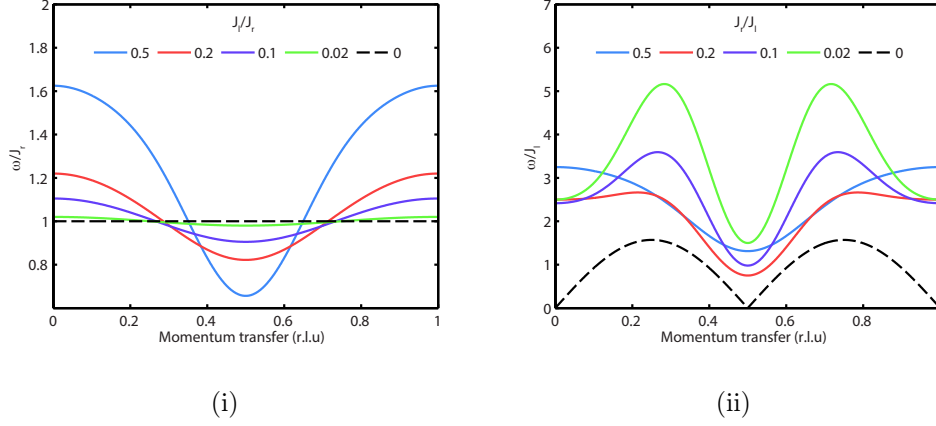 J_l/J_r
0.5 0.2 0.1 0.02 0
2
1.8
1.6
1.4
1.2
1
0.8
ω/J_r
0 0.2 0.4 0.6 0.8 1
Momentum transfer (r.l.u)
(i)
J_r/J_l
0.5 0.2 0.1 0.02 0
7
6
5
4
3
2
1
0
ω/J_l
0 0.2 0.4 0.6 0.8
Momentum transfer (r.l.u)
(ii)